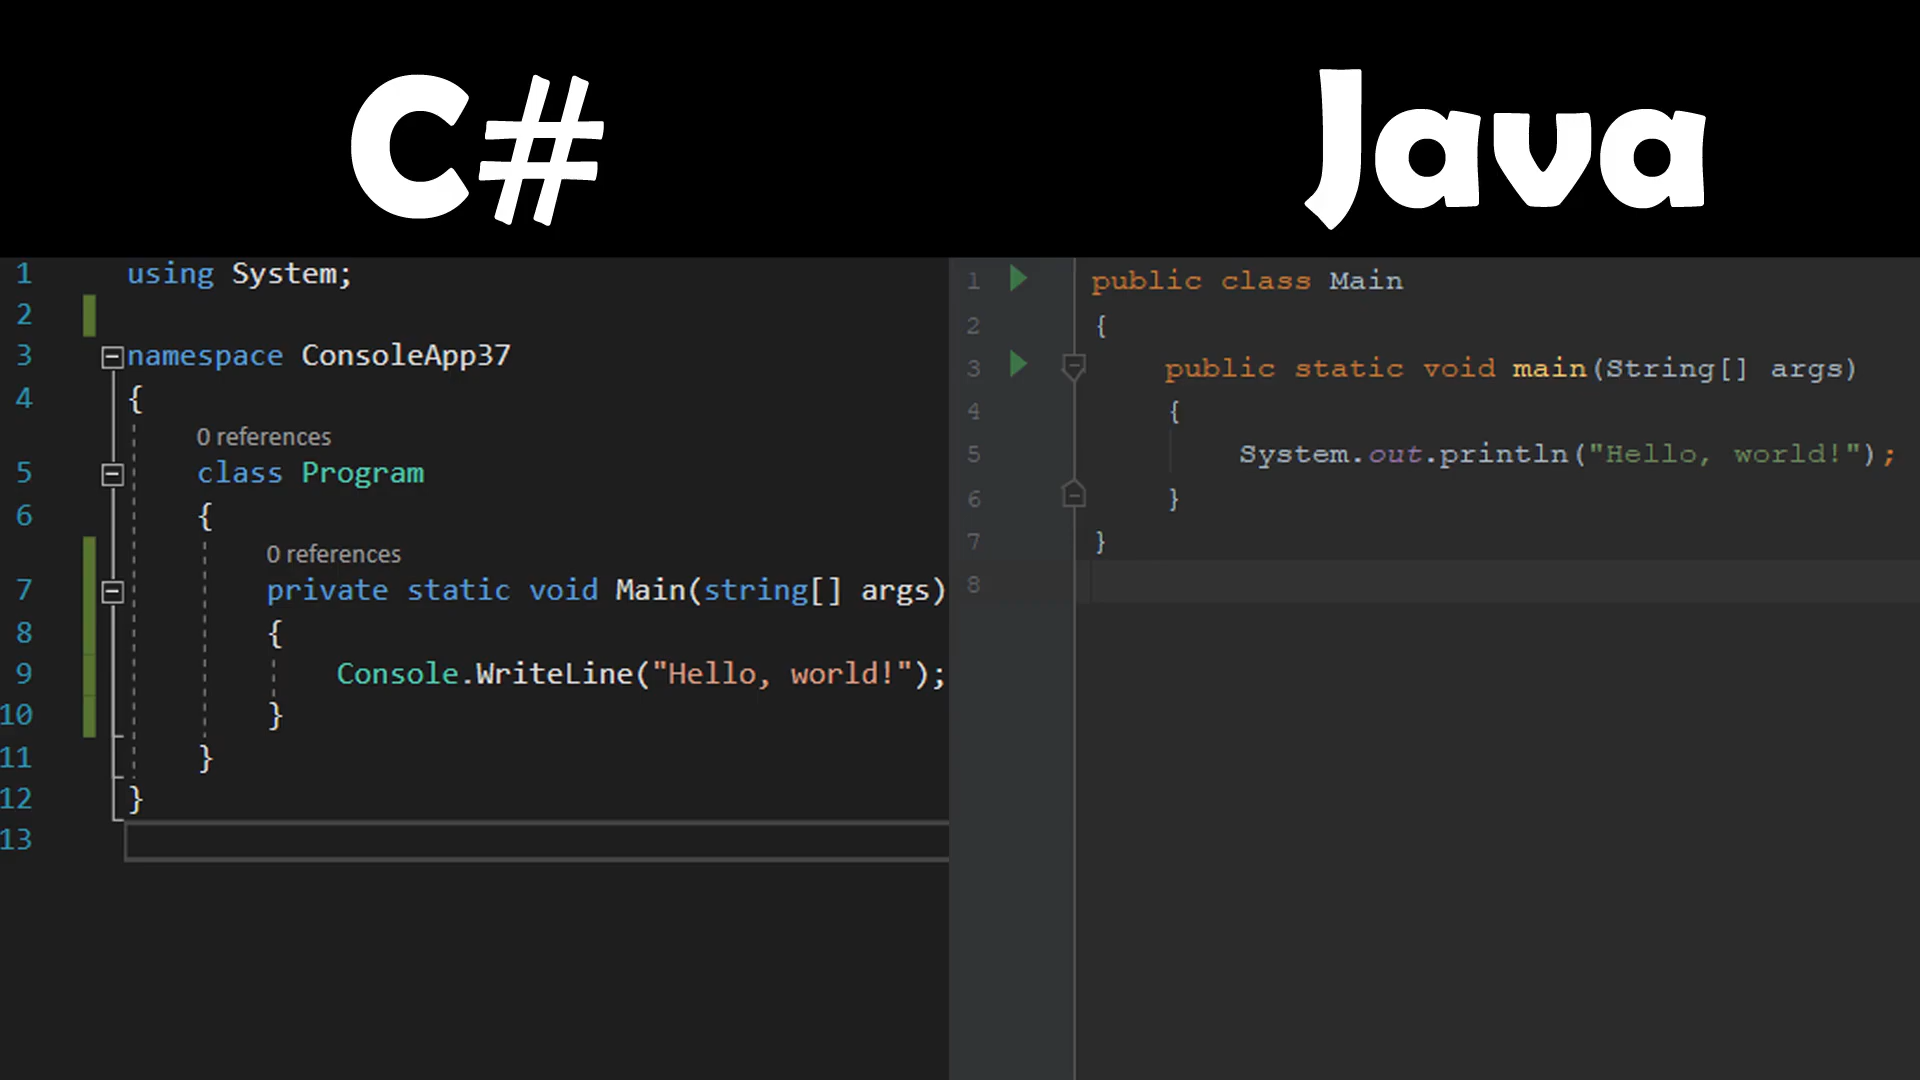 C#
Java
1 using System;
2
3 namespace ConsoleApp37
4 {
0 references
5 class Program
6 {
0 references
7 private static void Main(string[] args)
8 {
9 Console.WriteLine("Hello, world!");
10 }
11 }
12 }
13
1 public class Main
2 {
3 public static void main(String[] args)
4 {
5 System.out.println("Hello, world!");
6 }
7 }
8